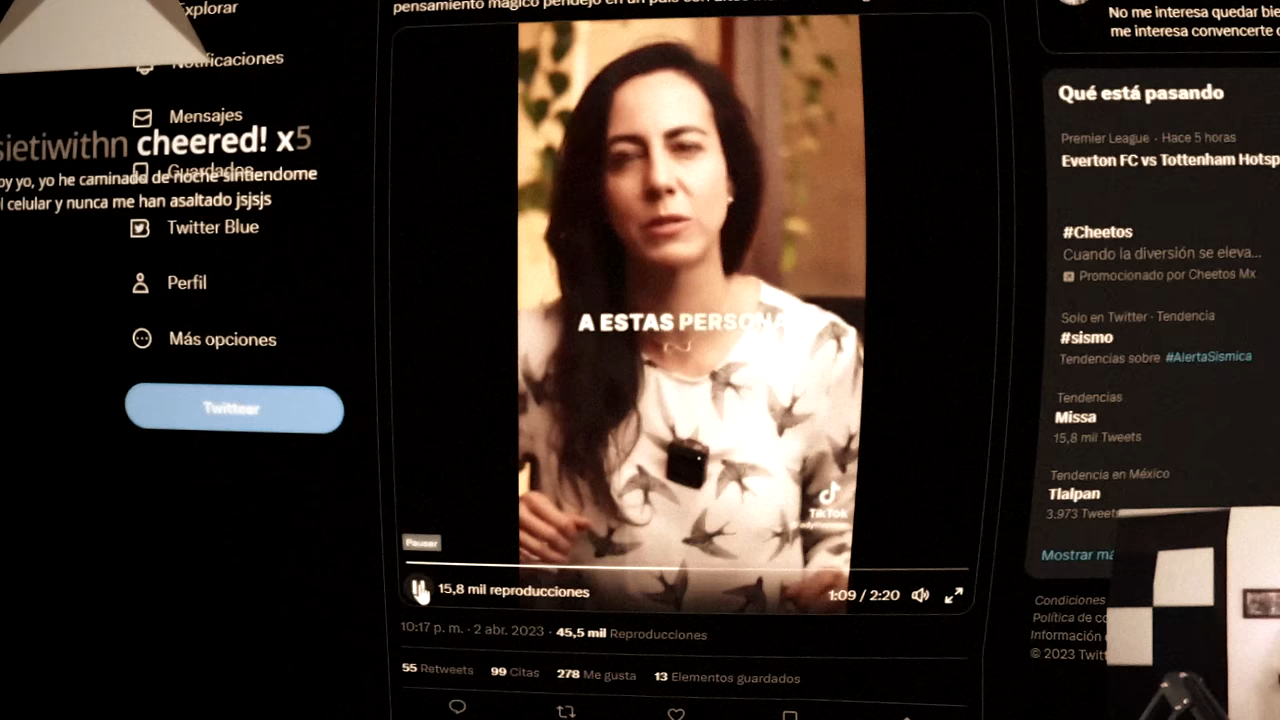 Explorar
Notificaciones
Mensajes
cheered! x5
Guardados
yo, yo he caminado de noche sintiendome
celular y nunca me han asaltado jsjsjs
Twitter Blue
Perfil
Más opciones
Twittear
pensamiento mágico pendejo en un país con
A ESTAS PERSONA
TikTok
Pausar
15,8 mil reproducciones
1:09 / 2:20
10:17 p. m. · 2 abr. 2023 · 45,5 mil Reproducciones
55 Retweets 99 Citas 278 Me gusta 13 Elementos guardados
No me interesa quedar bie
me interesa convencerte
Qué está pasando
Premier League · Hace 5 horas
Everton FC vs Tottenham Hotsp
#Cheetos
Cuando la diversión se eleva...
Promocionado por Cheetos Mx
Solo en Twitter · Tendencia
#sismo
Tendencias sobre #AlertaSismica
Tendencias
Missa
15,8 mil Tweets
Tendencia en México
Tlalpan
3.973 Tweets
Mostrar má
Condiciones
Política de co
Información
© 2023 Twitt